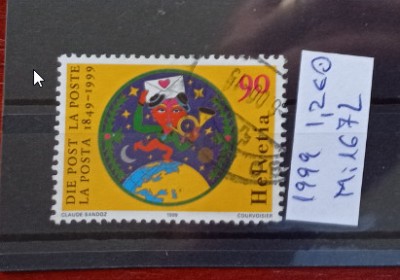 DIE POST LA POSTE
LA POSTA 1849-1999
90
Helvetia
CLAUDE SANDOZ
1999
COURVOISIER
1999 1,20
Mi: 1672